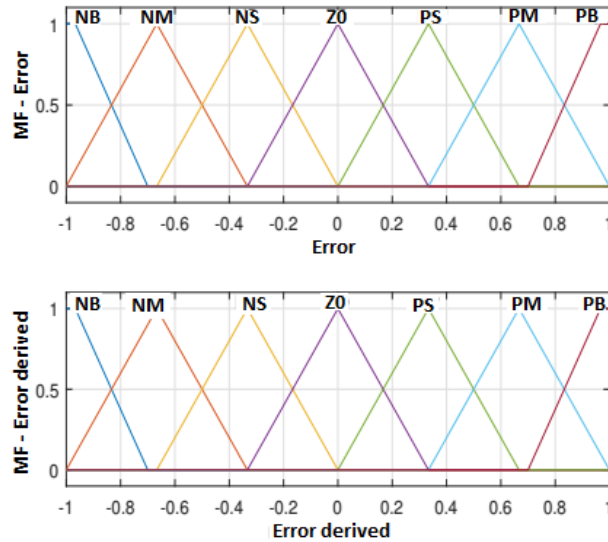 NB NM NS Z0 PS PM PB
1
0.5
0
MF - Error
-1 -0.8 -0.6 -0.4 -0.2 0 0.2 0.4 0.6 0.8 1
Error
NB NM NS Z0 PS PM PB
1
0.5
0
MF - Error derived
-1 -0.8 -0.6 -0.4 -0.2 0 0.2 0.4 0.6 0.8 1
Error derived